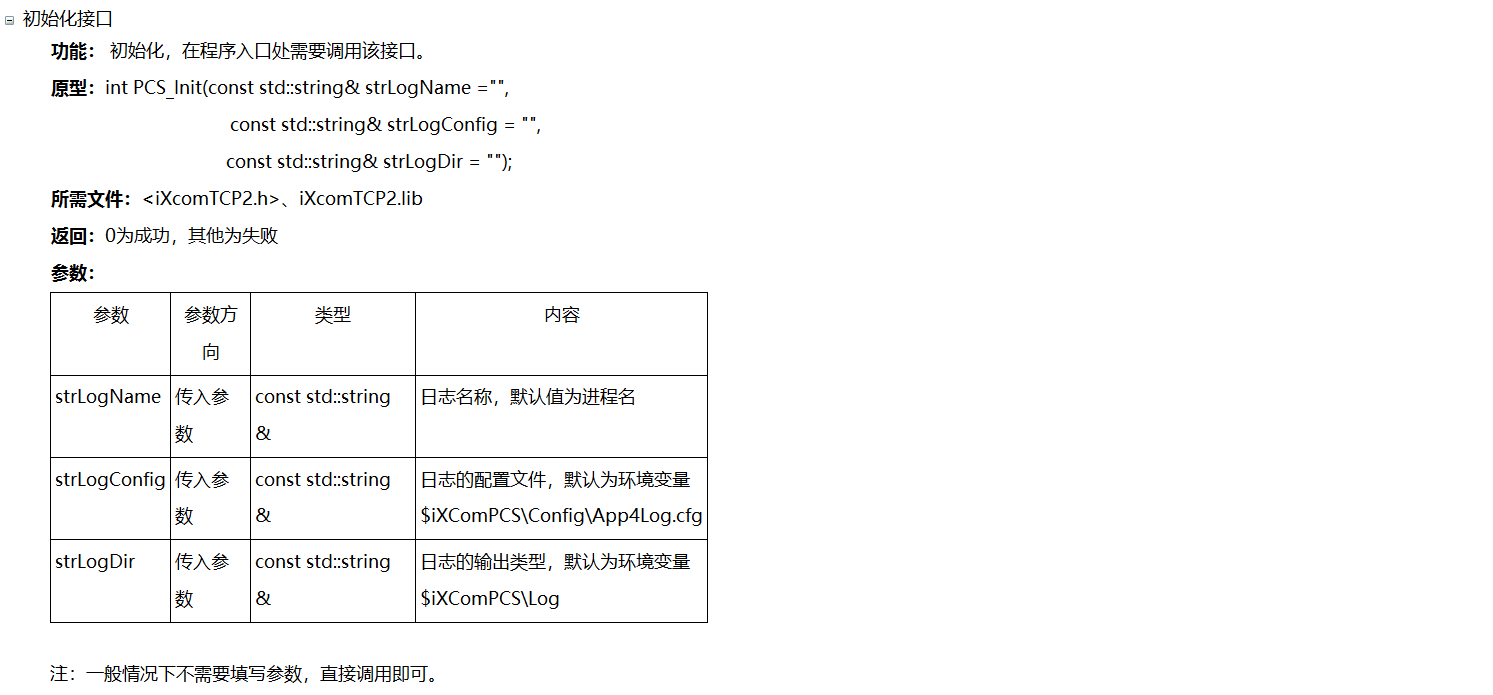 初始化接口
功能： 初始化，在程序入口处需要调用该接口。
原型：int PCS_Init(const std::string& strLogName ="",
const std::string& strLogConfig = "",
const std::string& strLogDir = "");
所需文件：<iXcomTCP2.h>、iXcomTCP2.lib
返回：0为成功，其他为失败
参数：
参数 参数方 类型 内容
向
strLogName 传入参 const std::string 日志名称，默认值为进程名
数 &
strLogConfig 传入参 const std::string 日志的配置文件，默认为环境变量
数 & $iXComPCS\Config\App4Log.cfg
strLogDir 传入参 const std::string 日志的输出类型，默认为环境变量
数 & $iXComPCS\Log
注：一般情况下不需要填写参数，直接调用即可。